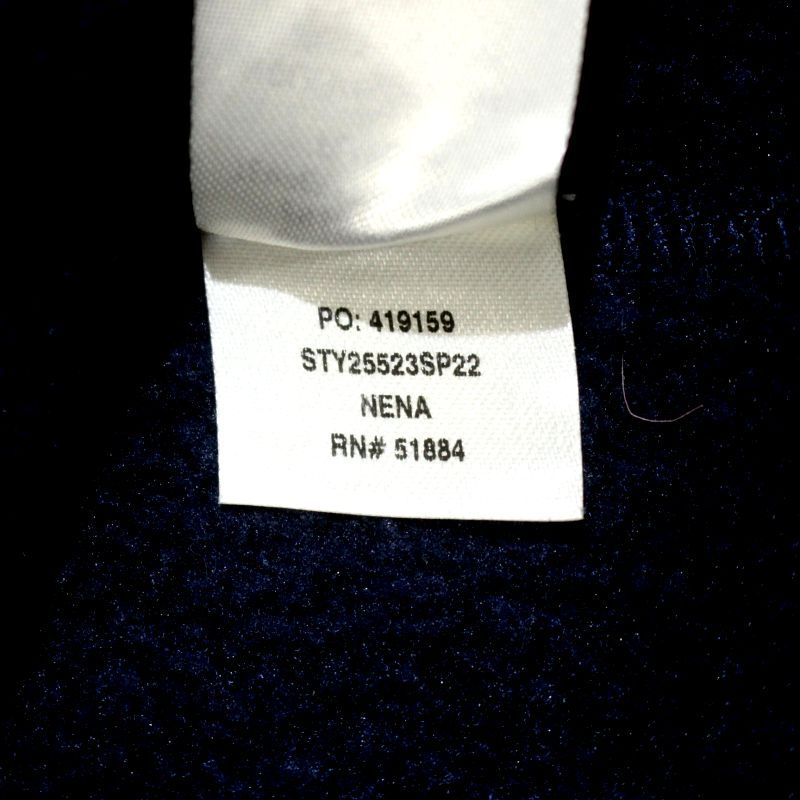 PO: 419159
STY25523SP22
NENA
RN# 51884